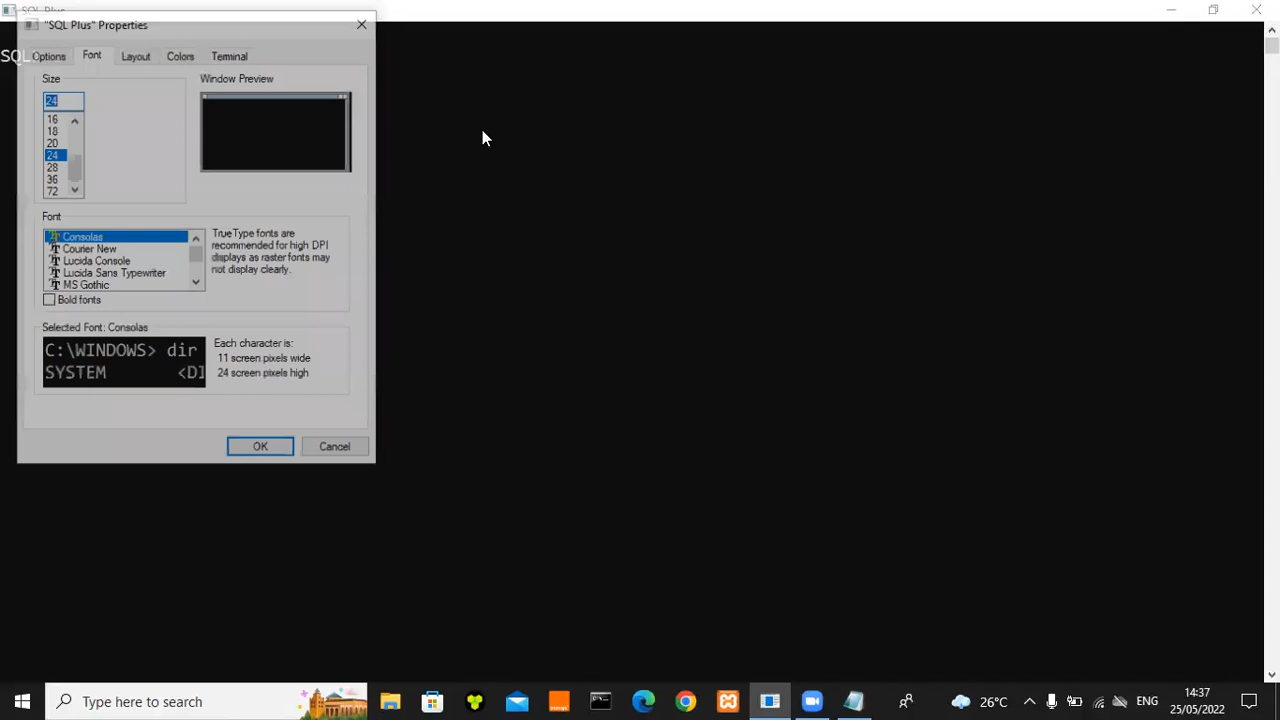 SQL Plus
"SQL Plus" Properties
SQL
Options Font Layout Colors Terminal
Size
Window Preview
24
16
18
20
24
28
36
72
Font
Consolas
Courier New
Lucida Console
Lucida Sans Typewriter
MS Gothic
TrueType fonts are
recommended for high DPI
displays as raster fonts may
not display clearly.
Bold fonts
Selected Font: Consolas
C:\WINDOWS> dir
SYSTEM <DI
Each character is:
11 screen pixels wide
24 screen pixels high
OK Cancel
Type here to search
26°C
ENG
14:37
25/05/2022